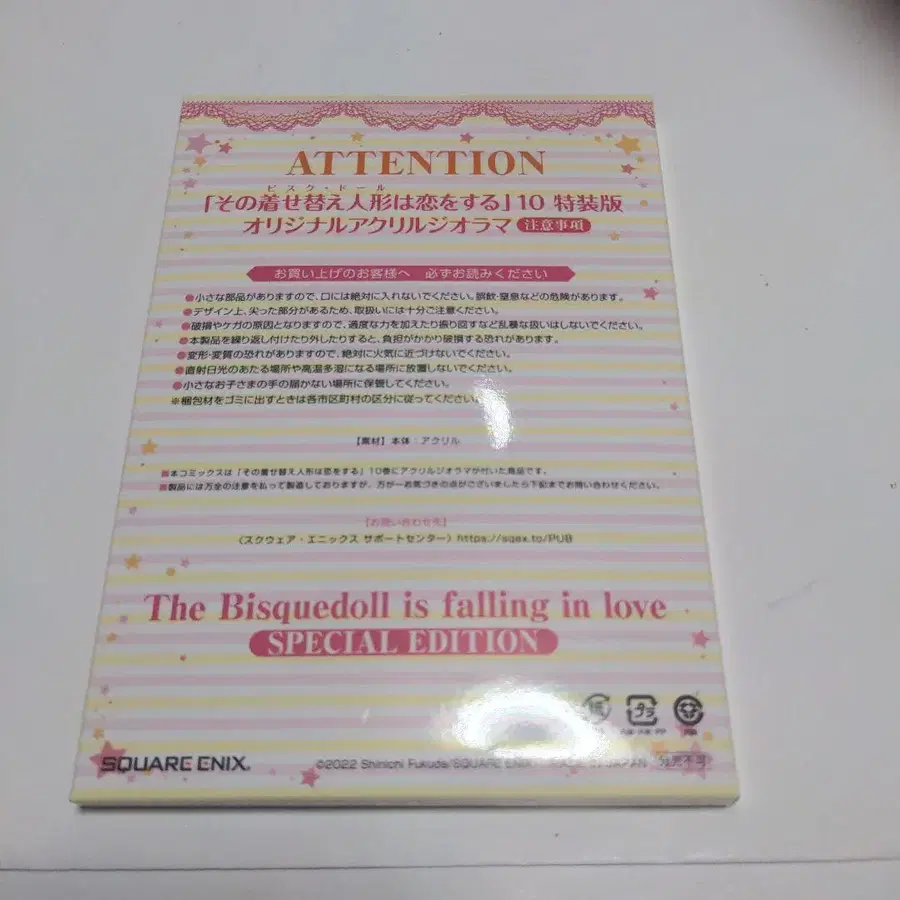 ATTENTION
ビスク・ドール
「その着せ替え人形は恋をする」10 特装版
オリジナルアクリルジオラマ 注意事項
お買い上げのお客様へ 必ずお読みください
●小さな部品がありますので、口には絶対に入れないでください。誤飲・窒息などの危険があります。
●デザイン上、尖った部分があるため、取扱いには十分ご注意ください。
●破損やケガの原因となりますので、過度な力を加えたり振り回すなど乱暴な扱いはしないでください。
●本製品を繰り返し付けたり外したりすると、負担がかかり破損する恐れがあります。
●変形・変質の恐れがありますので、絶対に火気に近づけないでください。
●直射日光のあたる場所や高温多湿になる場所に放置しないでください。
●小さなお子さまの手の届かない場所に保管してください。
※梱包材をゴミに出すときは各市区町村の区分に従ってください。
【素材】本体：アクリル
■本コミックスは「その着せ替え人形は恋をする」10巻にアクリルジオラマが付いた商品です。
■製品には万全の注意を払って製造しておりますが、万が一お気づきの点がございましたら下記までお問い合わせください。
【お問い合わせ先】
〈スクウェア・エニックス サポートセンター〉https://sqex.to/PUB
The Bisquedoll is falling in love
SPECIAL EDITION
プラ
SQUARE ENIX.
©2022 Shinichi Fukuda/SQUARE ENIX JAPAN 分売不可